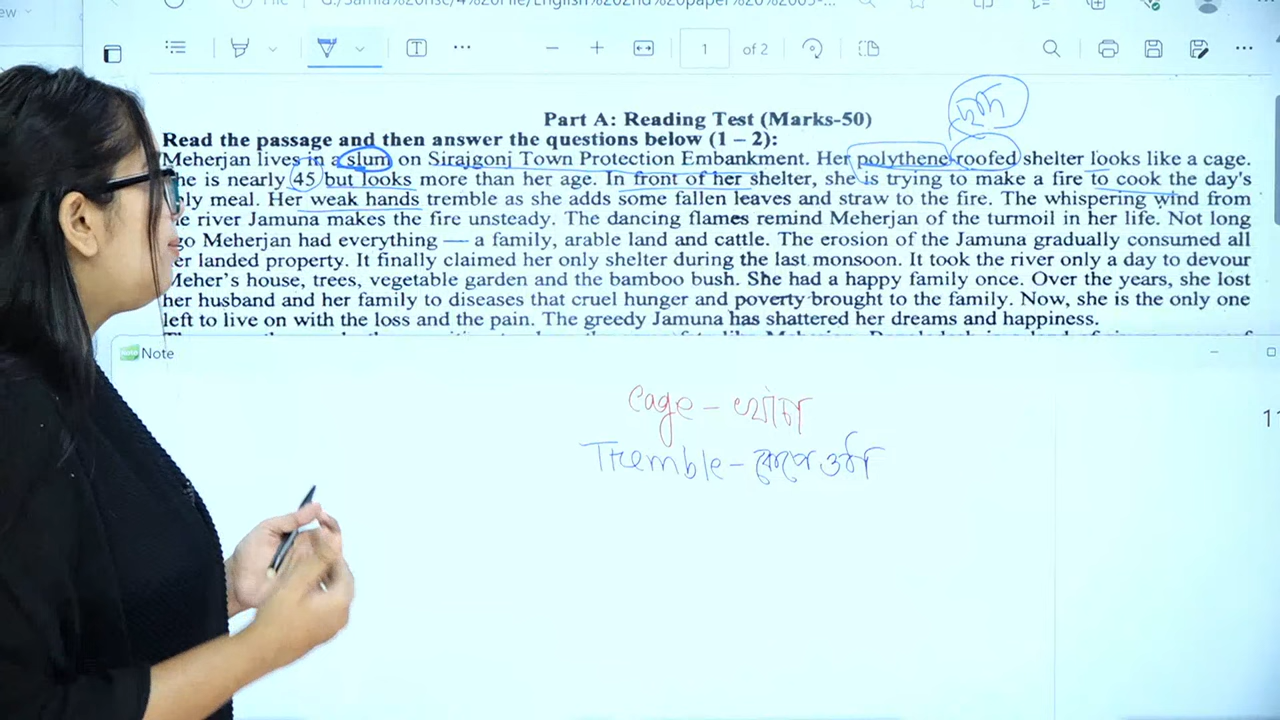 of 2
1
Part A: Reading Test (Marks-50)
Read the passage and then answer the questions below (1 – 2):
Meherjan lives in a slum on Sirajgonj Town Protection Embankment. Her polythene roofed shelter looks like a cage.
he is nearly 45 but looks more than her age. In front of her shelter, she is trying to make a fire to cook the day's
ly meal. Her weak hands tremble as she adds some fallen leaves and straw to the fire. The whispering wind from
e river Jamuna makes the fire unsteady. The dancing flames remind Meherjan of the turmoil in her life. Not long
go Meherjan had everything — a family, arable land and cattle. The erosion of the Jamuna gradually consumed all
er landed property. It finally claimed her only shelter during the last monsoon. It took the river only a day to devour
Meher's house, trees, vegetable garden and the bamboo bush. She had a happy family once. Over the years, she lost
her husband and her family to diseases that cruel hunger and poverty brought to the family. Now, she is the only one
left to live on with the loss and the pain. The greedy Jamuna has shattered her dreams and happiness.
Note
Cage -
Tremble -
11